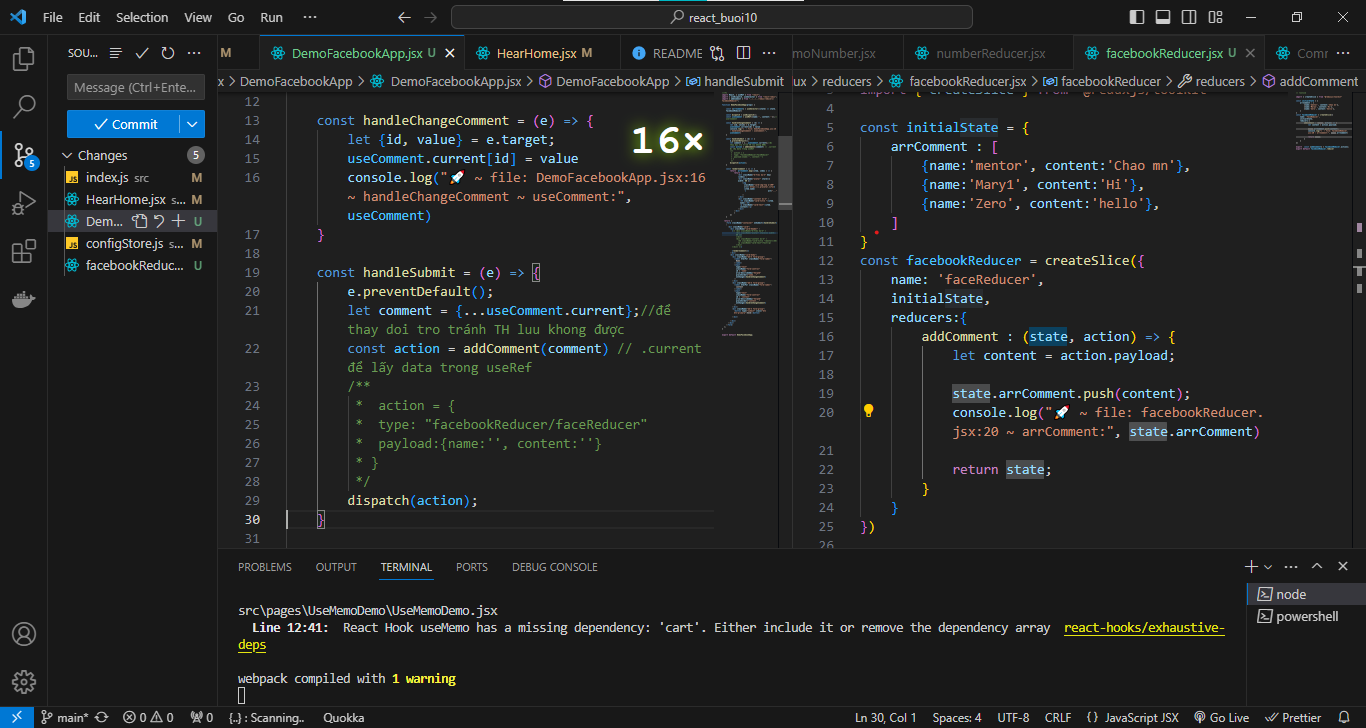 File Edit Selection View Go Run ··· react_buoi10
SOU...
M DemoFacebookApp.jsx U HearHome.jsx M README moNumber.jsx numberReducer.jsx facebookReducer.jsx U Comr
x > DemoFacebookApp > DemoFacebookApp.jsx > DemoFacebookApp > handleSubmit
ux > reducers > facebookReducer.jsx > facebookReducer > reducers > addComment
Message (Ctrl+Ente...
Commit
Changes 5
index.js src M
HearHome.jsx s... M
Dem... U
configStore.js s... M
facebookReduc... U
5
12
13 const handleChangeComment = (e) => {
14 let {id, value} = e.target;
15 useComment.current[id] = value
16 console.log("🚀 ~ file: DemoFacebookApp.jsx:16
~ handleChangeComment ~ useComment:",
useComment)
17 }
18
19 const handleSubmit = (e) => {
20 e.preventDefault();
21 let comment = {...useComment.current};//để
thay doi tro tránh TH luu khong được
22 const action = addComment(comment) // .current
để lấy data trong useRef
23 /**
24 * action = {
25 * type: "facebookReducer/faceReducer"
26 * payload:{name:'', content:''}
27 * }
28 */
29 dispatch(action);
30 }
31
16×
import { createSlice } from '@reduxjs/toolkit'
4
5 const initialState = {
6 arrComment : [
7 {name:'mentor', content:'Chao mn'},
8 {name:'Mary1', content:'Hi'},
9 {name:'Zero', content:'hello'},
10 ]
11 }
12 const facebookReducer = createSlice({
13 name: 'faceReducer',
14 initialState,
15 reducers:{
16 addComment : (state, action) => {
17 let content = action.payload;
18
19 state.arrComment.push(content);
20 console.log("🚀 ~ file: facebookReducer.
jsx:20 ~ arrComment:", state.arrComment)
21
22 return state;
23 }
24 }
25 })
26
PROBLEMS OUTPUT TERMINAL PORTS DEBUG CONSOLE
src\pages\UseMemoDemo\UseMemoDemo.jsx
Line 12:41: React Hook useMemo has a missing dependency: 'cart'. Either include it or remove the dependency array react-hooks/exhaustive-
deps
webpack compiled with 1 warning
node
powershell
main* 0 0 0 {..} : Scanning.. Quokka Ln 30, Col 1 Spaces: 4 UTF-8 CRLF { } JavaScript JSX Go Live Prettier